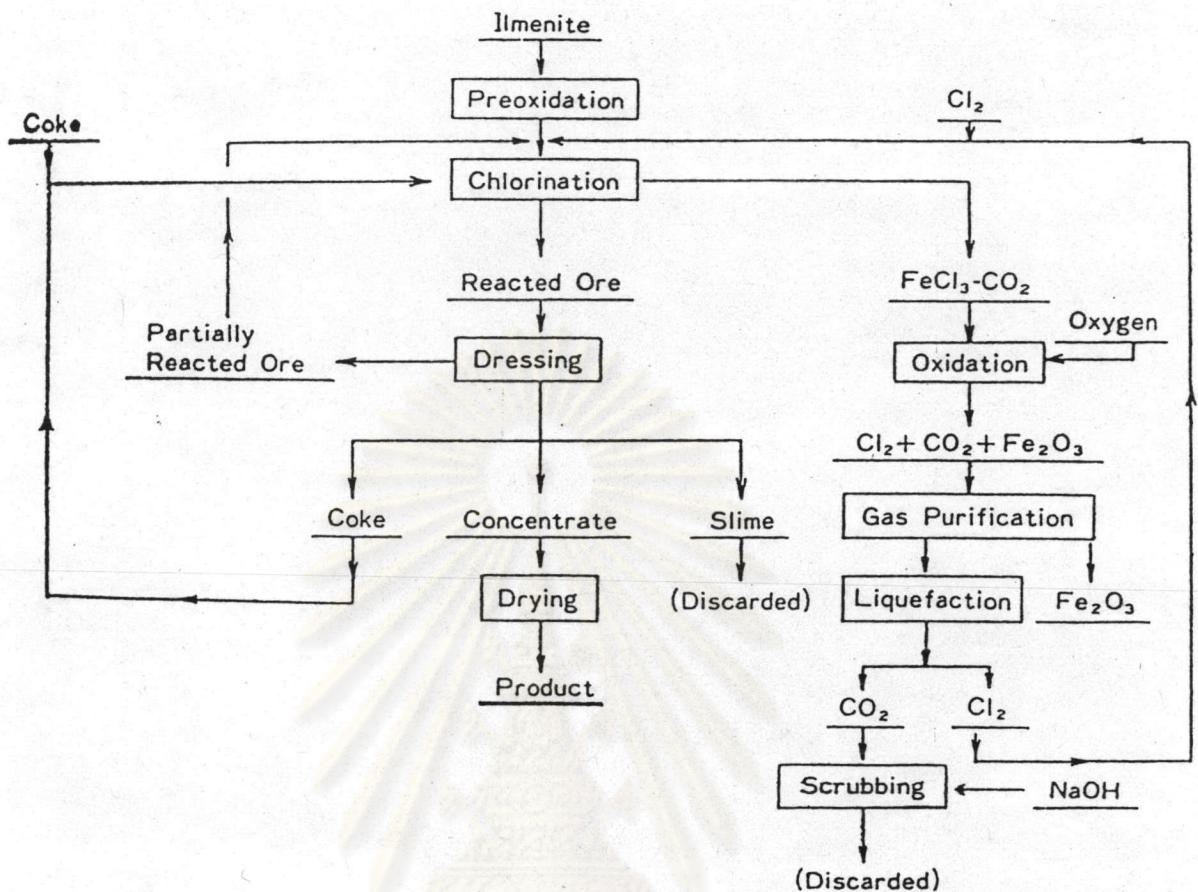 Ilmenite
Preoxidation
Coke
Cl₂
Chlorination
Reacted Ore
FeCl₃-CO₂
Partially
Reacted Ore
Dressing
Oxygen
Oxidation
Cl₂ + CO₂ + Fe₂O₃
Coke
Concentrate
Slime
Gas Purification
Drying
(Discarded)
Liquefaction
Fe₂O₃
Product
CO₂
Cl₂
Scrubbing
NaOH
(Discarded)